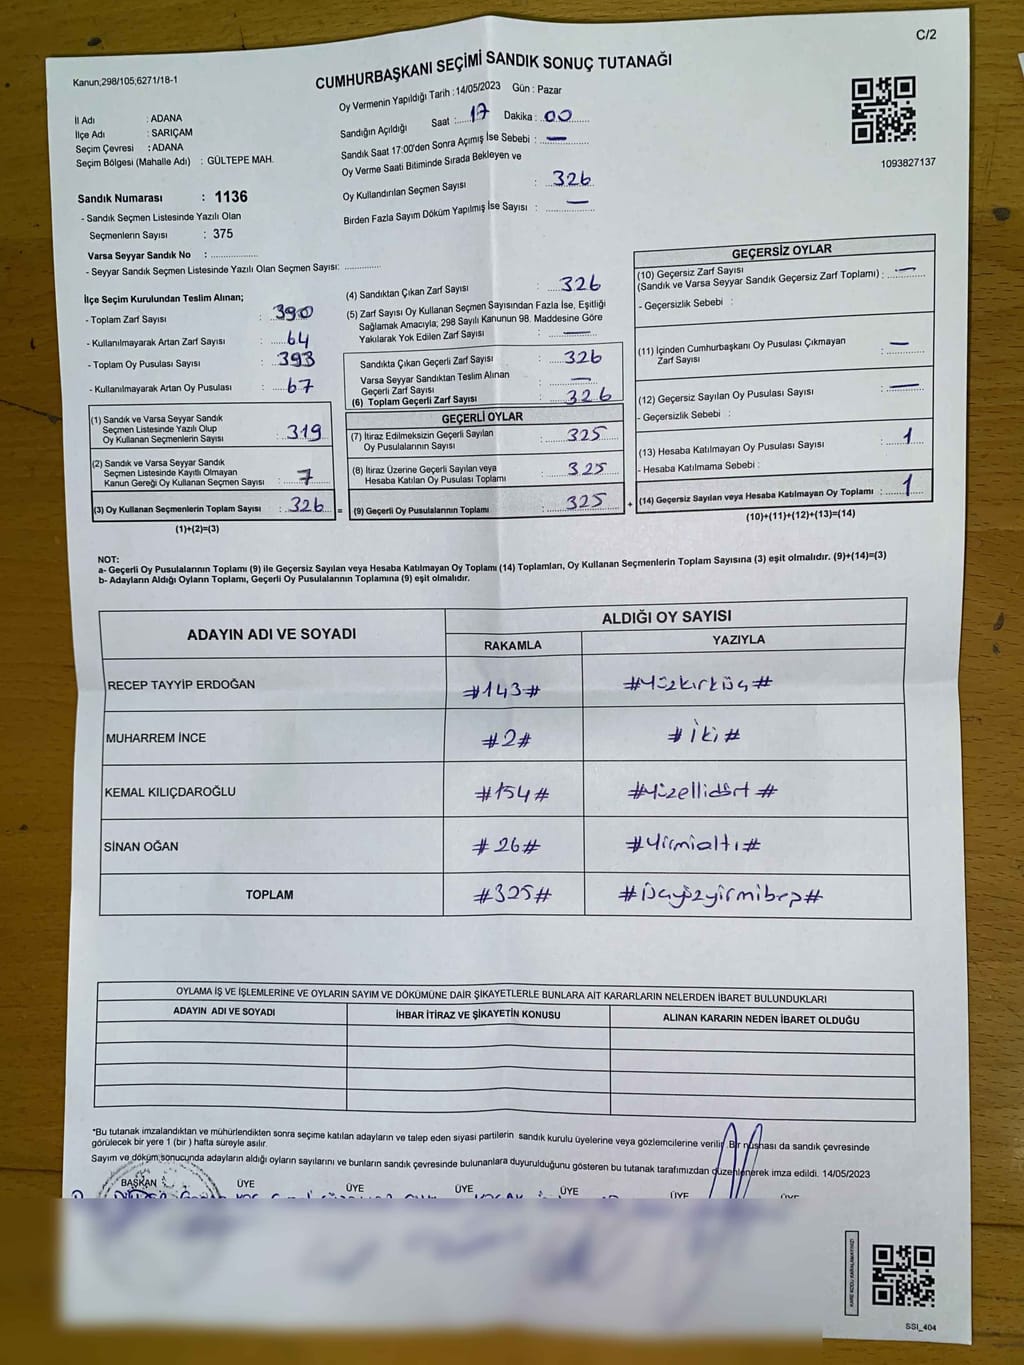 C/2
Kanun,298/105,6271/18-1
CUMHURBAŞKANI SEÇİMİ SANDIK SONUÇ TUTANAĞI
Oy Vermenin Yapıldığı Tarih : 14/05/2023 Gün : Pazar
İl Adı : ADANA
İlçe Adı : SARIÇAM
Seçim Çevresi : ADANA
Seçim Bölgesi (Mahalle Adı) : GÜLTEPE MAH.
Sandık Numarası : 1136
- Sandık Seçmen Listesinde Yazılı Olan
Seçmenlerin Sayısı : 375
Varsa Seyyar Sandık No :
- Seyyar Sandık Seçmen Listesinde Yazılı Olan Seçmen Sayısı:
Sandığın Açıldığı Saat : 17 Dakika : 00
Sandık Saat 17:00'den Sonra Açımış İse Sebebi : —
Oy Verme Saati Bitiminde Sırada Bekleyen ve
Oy Kullandırılan Seçmen Sayısı : 326
Birden Fazla Sayım Döküm Yapılmış İse Sayısı : —
1093827137
İlçe Seçim Kurulundan Teslim Alınan;
- Toplam Zarf Sayısı : 390
- Kullanılmayarak Artan Zarf Sayısı : 64
- Toplam Oy Pusulası Sayısı : 393
- Kullanılmayarak Artan Oy Pusulası : 67
(1) Sandık ve Varsa Seyyar Sandık
Seçmen Listesinde Yazılı Olup
Oy Kullanan Seçmenlerin Sayısı : 319
(2) Sandık ve Varsa Seyyar Sandık
Seçmen Listesinde Kayıtlı Olmayan
Kanun Gereği Oy Kullanan Seçmen Sayısı : 7
(3) Oy Kullanan Seçmenlerin Toplam Sayısı : 326 =
(1)+(2)=(3)
(4) Sandıktan Çıkan Zarf Sayısı : 326
(5) Zarf Sayısı Oy Kullanan Seçmen Sayısından Fazla İse, Eşitliği
Sağlamak Amacıyla; 298 Sayılı Kanunun 98. Maddesine Göre
Yakılarak Yok Edilen Zarf Sayısı : —
Sandıkta Çıkan Geçerli Zarf Sayısı : 326
Varsa Seyyar Sandıktan Teslim Alınan
Geçerli Zarf Sayısı : —
(6) Toplam Geçerli Zarf Sayısı : 326
GEÇERLİ OYLAR
(7) İtiraz Edilmeksizin Geçerli Sayılan
Oy Pusulalarının Sayısı : 325
(8) İtiraz Üzerine Geçerli Sayılan veya
Hesaba Katılan Oy Pusulası Toplamı : 325
(9) Geçerli Oy Pusulalarının Toplamı : 325 +
GEÇERSİZ OYLAR
(10) Geçersiz Zarf Sayısı
(Sandık ve Varsa Seyyar Sandık Geçersiz Zarf Toplamı) : —
- Geçersizlik Sebebi :
(11) İçinden Cumhurbaşkanı Oy Pusulası Çıkmayan
Zarf Sayısı : —
(12) Geçersiz Sayılan Oy Pusulası Sayısı : —
- Geçersizlik Sebebi :
(13) Hesaba Katılmayan Oy Pusulası Sayısı : 1
- Hesaba Katılmama Sebebi :
(14) Geçersiz Sayılan veya Hesaba Katılmayan Oy Toplamı : 1
(10)+(11)+(12)+(13)=(14)
NOT:
a- Geçerli Oy Pusulalarının Toplamı (9) ile Geçersiz Sayılan veya Hesaba Katılmayan Oy Toplamı (14) Toplamları, Oy Kullanan Seçmenlerin Toplam Sayısına (3) eşit olmalıdır. (9)+(14)=(3)
b- Adayların Aldığı Oyların Toplamı, Geçerli Oy Pusulalarının Toplamına (9) eşit olmalıdır.
ADAYIN ADI VE SOYADI ALDIĞI OY SAYISI
RAKAMLA YAZIYLA
RECEP TAYYİP ERDOĞAN #143# #Yüzkırküç#
MUHARREM İNCE #2# #İki#
KEMAL KILIÇDAROĞLU #154# #Yüzellidört#
SİNAN OĞAN #26# #Yirmialtı#
TOPLAM #325# #Üçyüzyirmibeş#
OYLAMA İŞ VE İŞLEMLERİNE VE OYLARIN SAYIM VE DÖKÜMÜNE DAİR ŞİKAYETLERLE BUNLARA AİT KARARLARIN NELERDEN İBARET BULUNDUKLARI
ADAYIN ADI VE SOYADI İHBAR İTİRAZ VE ŞİKAYETİN KONUSU ALINAN KARARIN NEDEN İBARET OLDUĞU
*Bu tutanak imzalandıktan ve mühürlendikten sonra seçime katılan adayların ve talep eden siyasi partilerin sandık kurulu üyelerine veya gözlemcilerine verilir. Bir nüshası da sandık çevresinde
görülecek bir yere 1 (bir ) hafta süreyle asılır.
Sayım ve döküm sonucunda adayların aldığı oyların sayılarını ve bunların sandık çevresinde bulunanlara duyurulduğunu gösteren bu tutanak tarafımızdan düzenlenerek imza edildi. 14/05/2023
BAŞKAN ÜYE ÜYE ÜYE ÜYE ÜYE ÜYE
KARE KODU KARALAMAYINIZ!
SSI_404